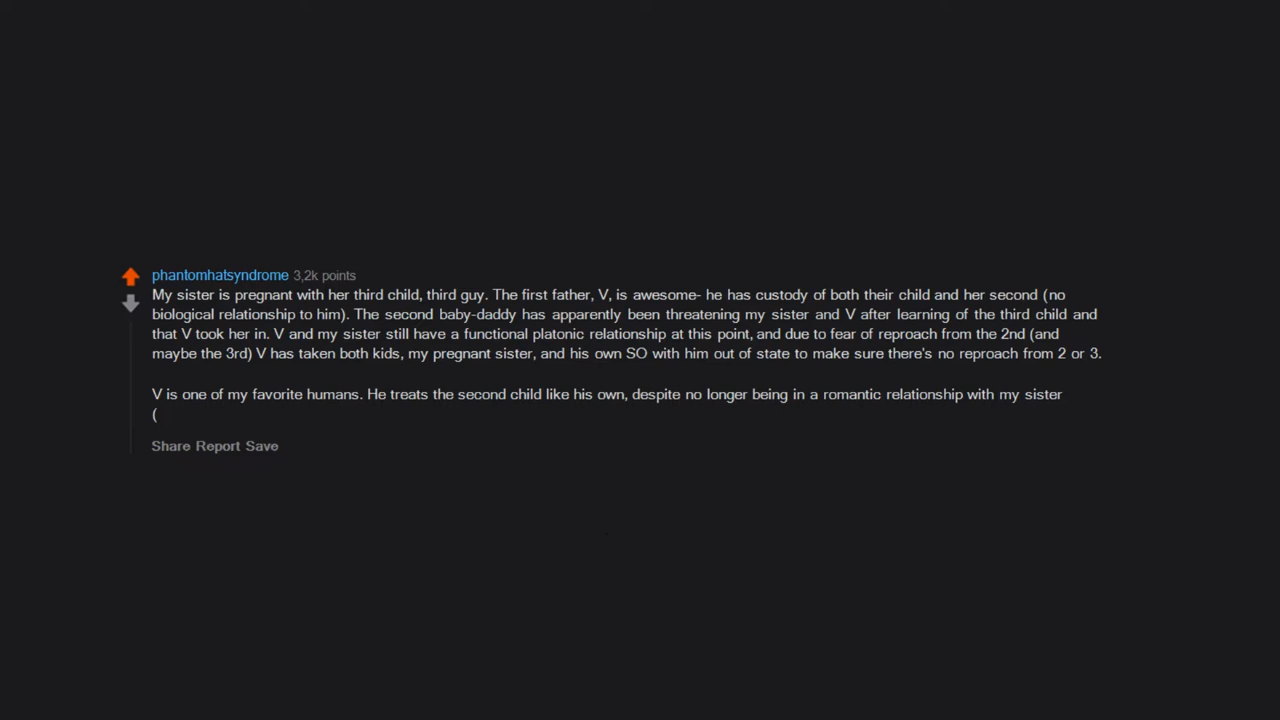 phantomhatsyndrome 3,2k points
My sister is pregnant with her third child, third guy. The first father, V, is awesome- he has custody of both their child and her second (no
biological relationship to him). The second baby-daddy has apparently been threatening my sister and V after learning of the third child and
that V took her in. V and my sister still have a functional platonic relationship at this point, and due to fear of reproach from the 2nd (and
maybe the 3rd) V has taken both kids, my pregnant sister, and his own SO with him out of state to make sure there's no reproach from 2 or 3.
V is one of my favorite humans. He treats the second child like his own, despite no longer being in a romantic relationship with my sister
(
Share Report Save